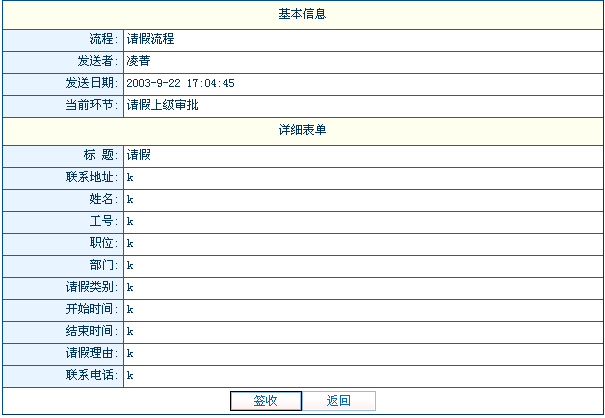 基本信息
流程: 请假流程
发送者: 凌菁
发送日期: 2003-9-22 17:04:45
当前环节: 请假上级审批
详细表单
标 题: 请假
联系地址: k
姓名: k
工号: k
职位: k
部门: k
请假类别: k
开始时间: k
结束时间: k
请假理由: k
联系电话: k
签收 返回